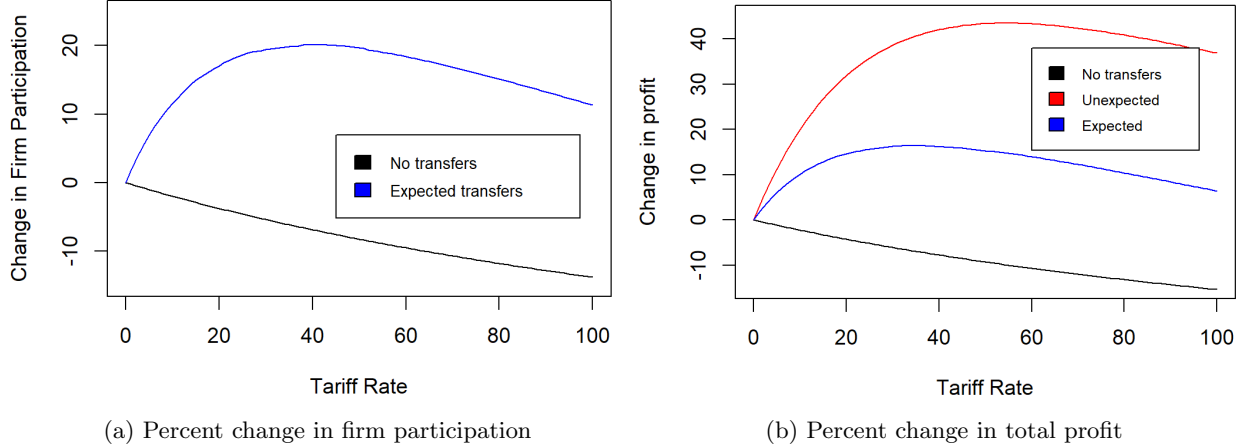 Change in Firm Participation
20
10
0
-10
No transfers
Expected transfers
0 20 40 60 80 100
Tariff Rate
(a) Percent change in firm participation
Change in profit
40
30
20
10
0
-10
No transfers
Unexpected
Expected
0 20 40 60 80 100
Tariff Rate
(b) Percent change in total profit